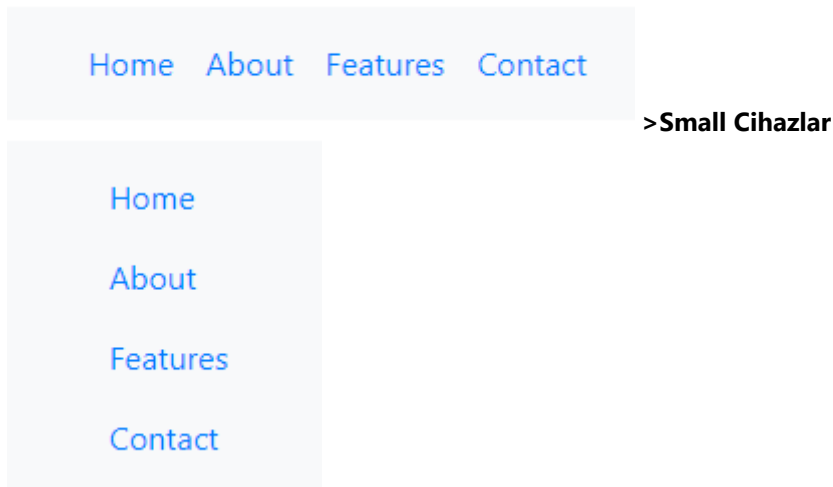 Home About Features Contact
>Small Cihazlar
Home
About
Features
Contact